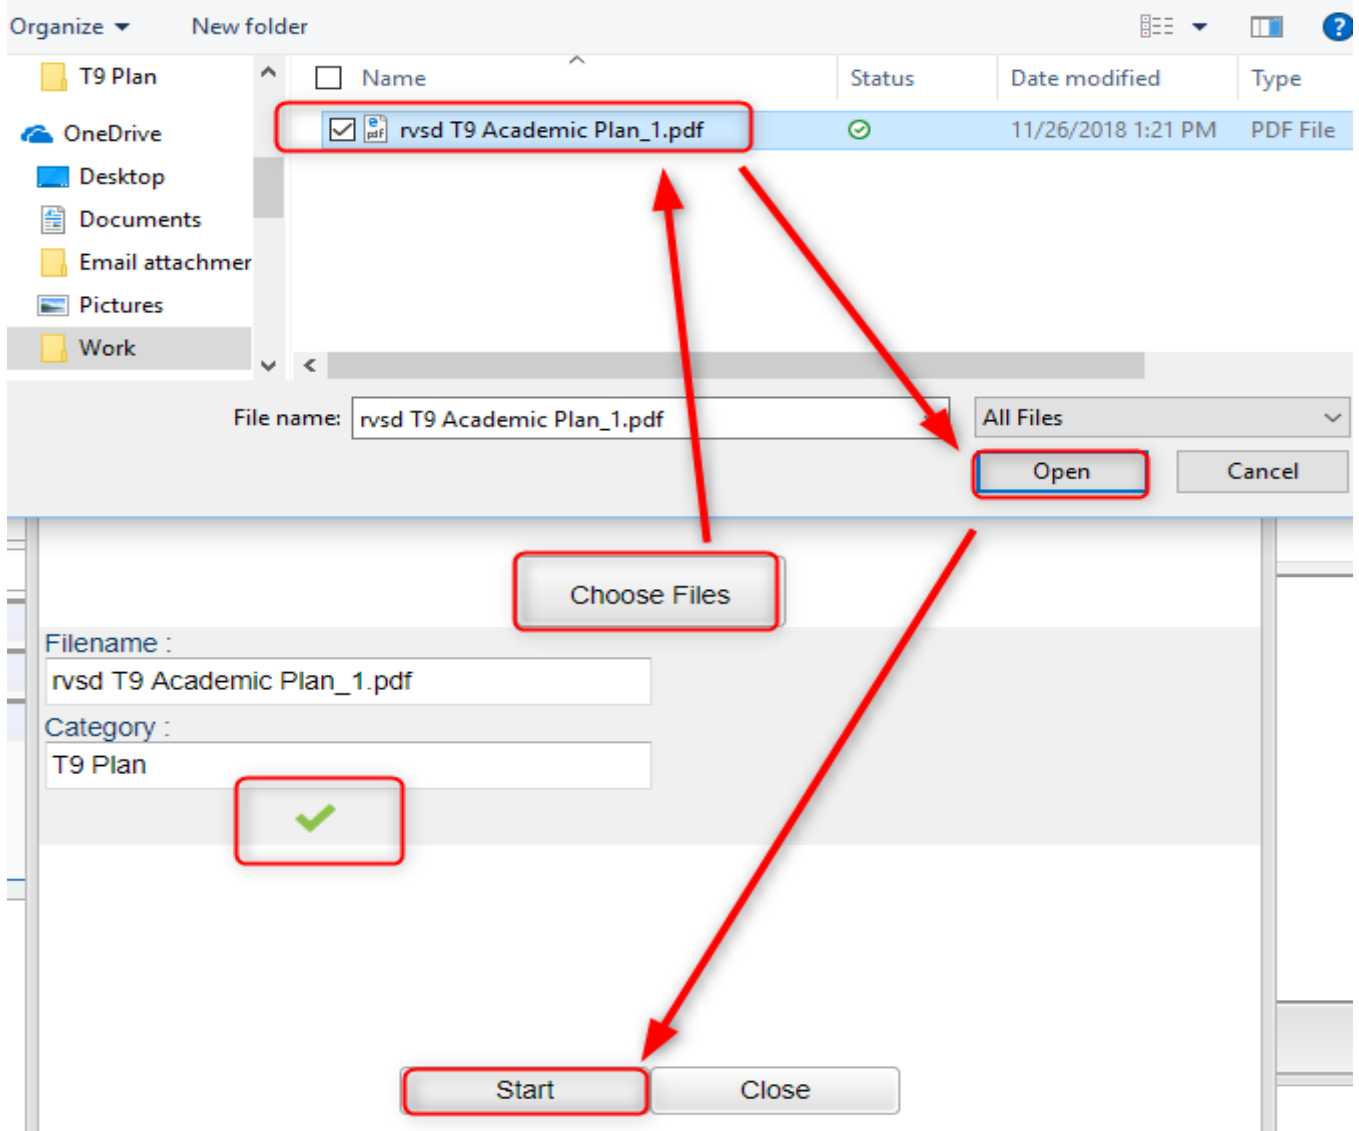 Organize New folder
?
T9 Plan
Name Status Date modified Type
OneDrive
rvsd T9 Academic Plan_1.pdf 11/26/2018 1:21 PM PDF File
Desktop
Documents
Email attachmer
Pictures
Work
File name: rvsd T9 Academic Plan_1.pdf All Files
Open Cancel
Choose Files
Filename :
rvsd T9 Academic Plan_1.pdf
Category :
T9 Plan
Start Close